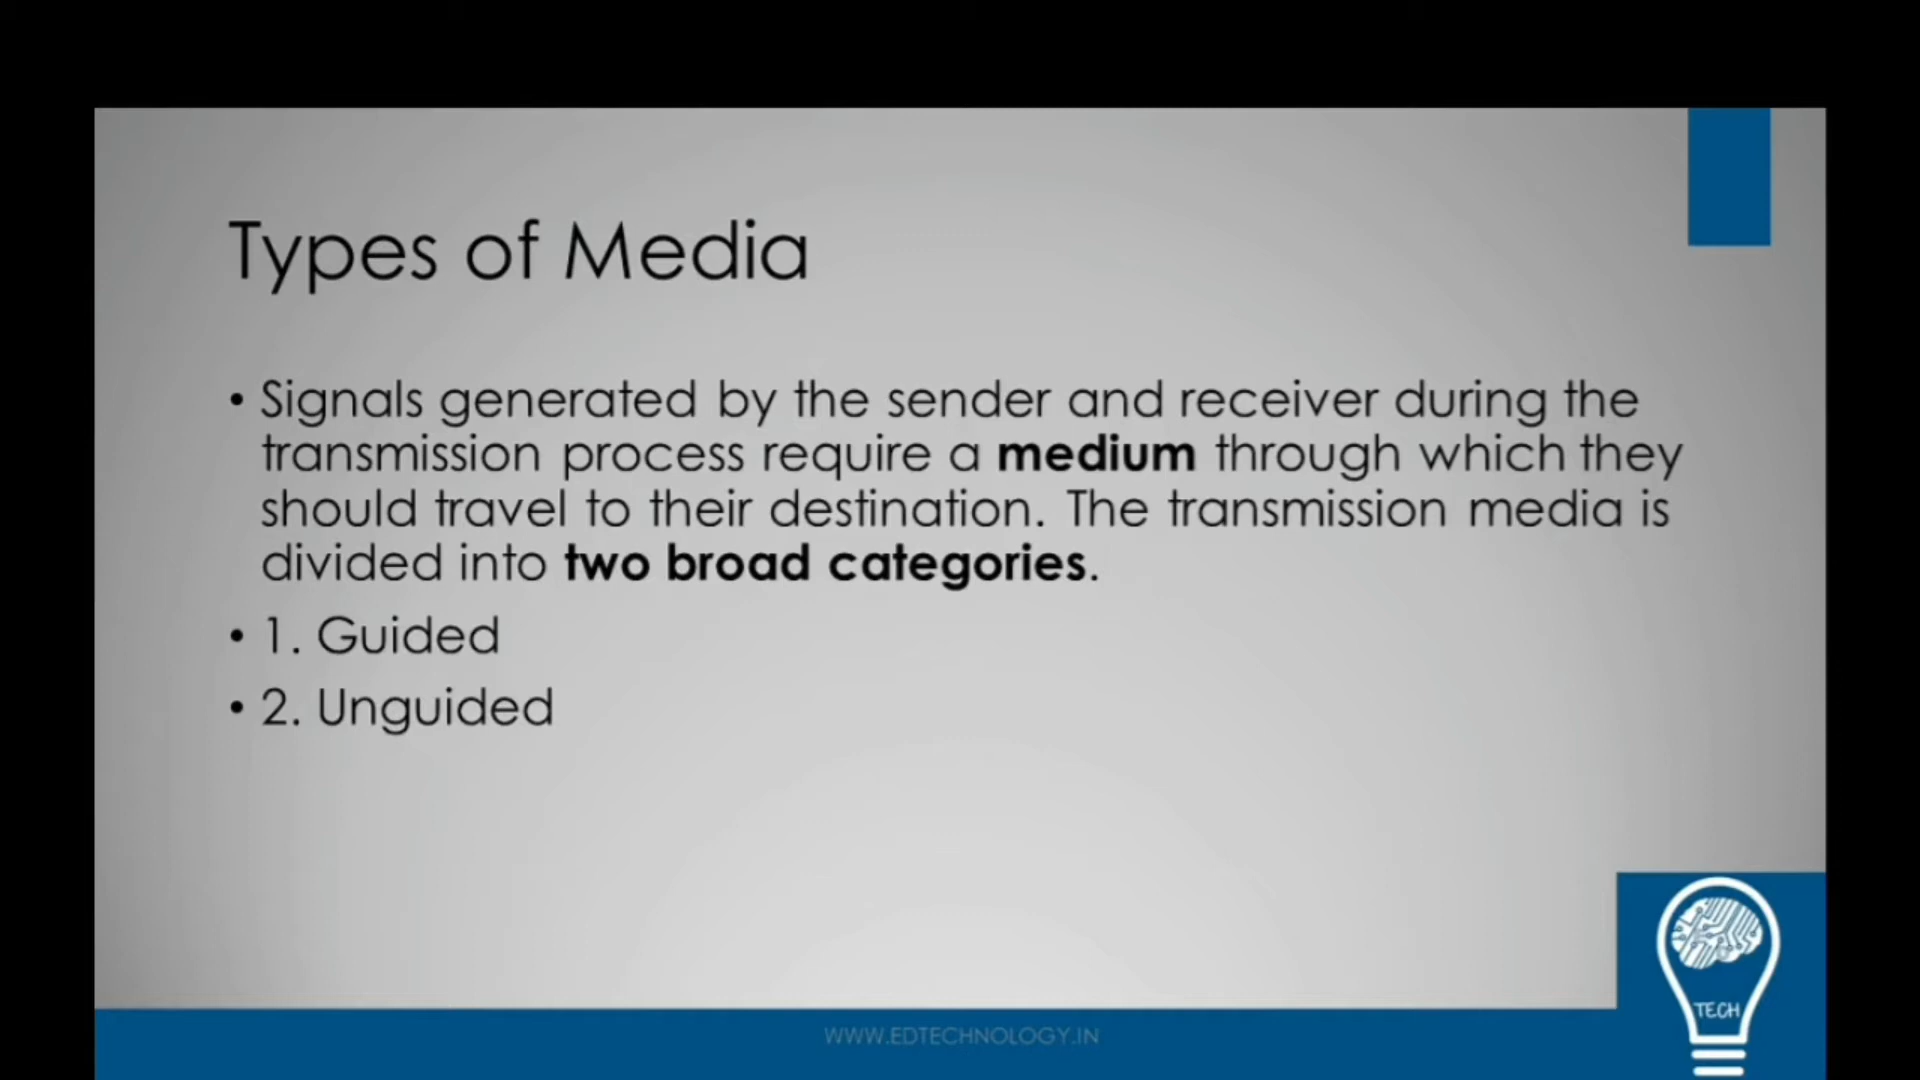 Types of Media
• Signals generated by the sender and receiver during the
transmission process require a medium through which they
should travel to their destination. The transmission media is
divided into two broad categories.
• 1. Guided
• 2. Unguided
TECH
WWW.EDTECHNOLOGY.IN